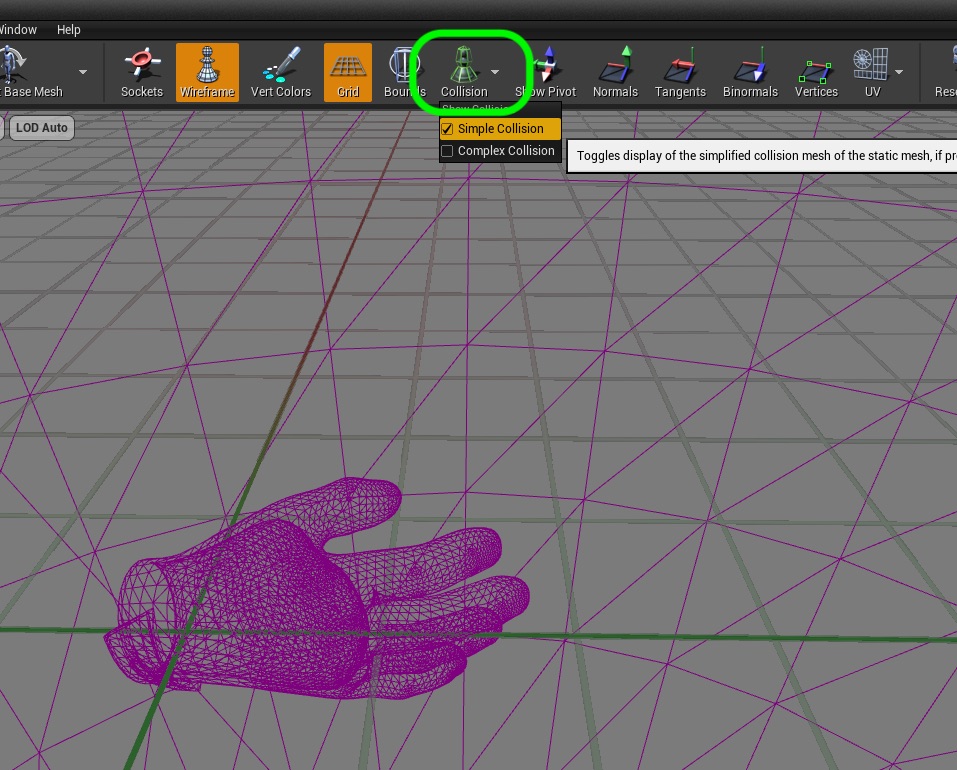 Window Help
Base Mesh Sockets Wireframe Vert Colors Grid Bounds Collision Show Pivot Normals Tangents Binormals Vertices UV
LOD Auto
Show Collision
Simple Collision
Complex Collision
Toggles display of the simplified collision mesh of the static mesh, if